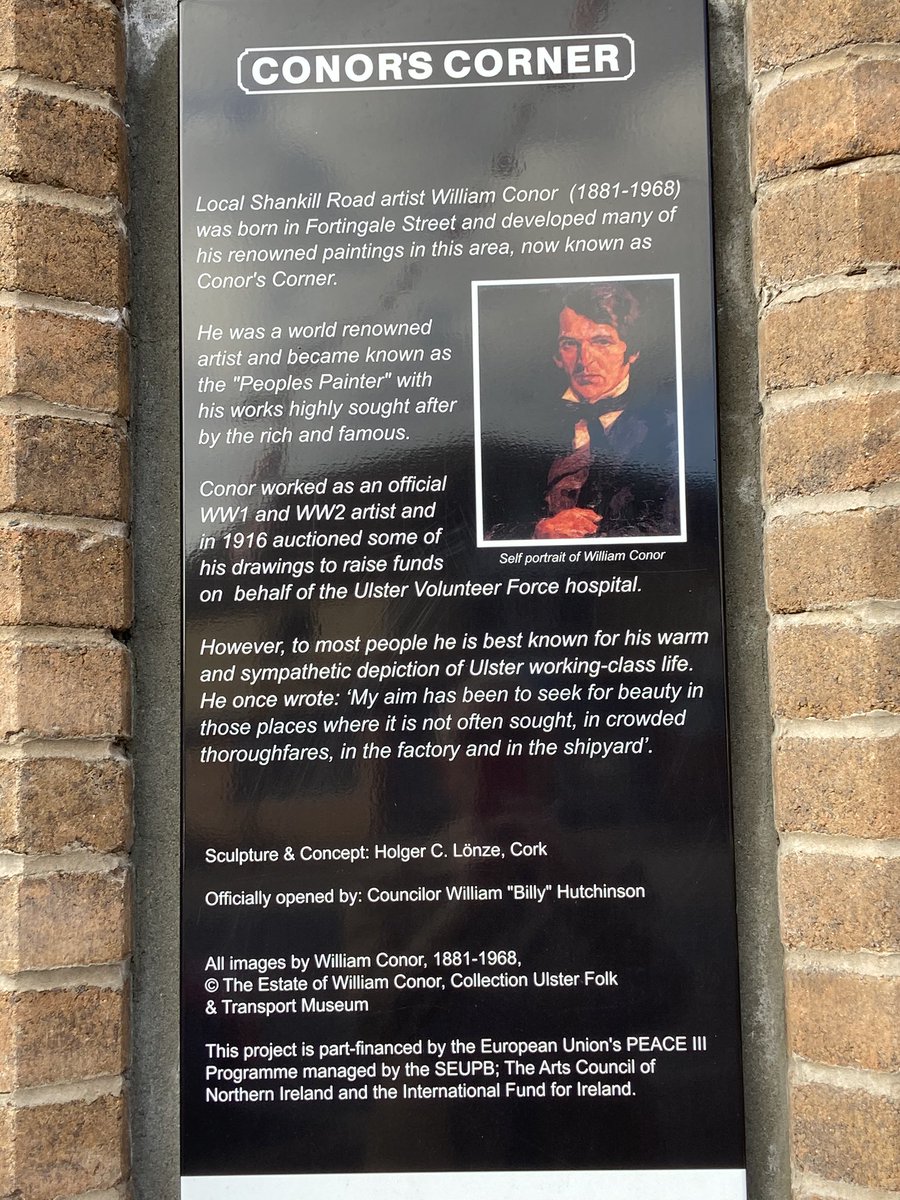 CONOR'S CORNER
Local Shankill Road artist William Conor (1881-1968)
was born in Fortingale Street and developed many of
his renowned paintings in this area, now known as
Conor's Corner.
He was a world renowned
artist and became known as
the "Peoples Painter" with
his works highly sought after
by the rich and famous.
Conor worked as an official
WW1 and WW2 artist and
in 1916 auctioned some of
his drawings to raise funds
on behalf of the Ulster Volunteer Force hospital.
Self portrait of William Conor
However, to most people he is best known for his warm
and sympathetic depiction of Ulster working-class life.
He once wrote: ‘My aim has been to seek for beauty in
those places where it is not often sought, in crowded
thoroughfares, in the factory and in the shipyard’.
Sculpture & Concept: Holger C. Lönze, Cork
Officially opened by: Councilor William "Billy" Hutchinson
All images by William Conor, 1881-1968,
© The Estate of William Conor, Collection Ulster Folk
& Transport Museum
This project is part-financed by the European Union's PEACE III
Programme managed by the SEUPB; The Arts Council of
Northern Ireland and the International Fund for Ireland.